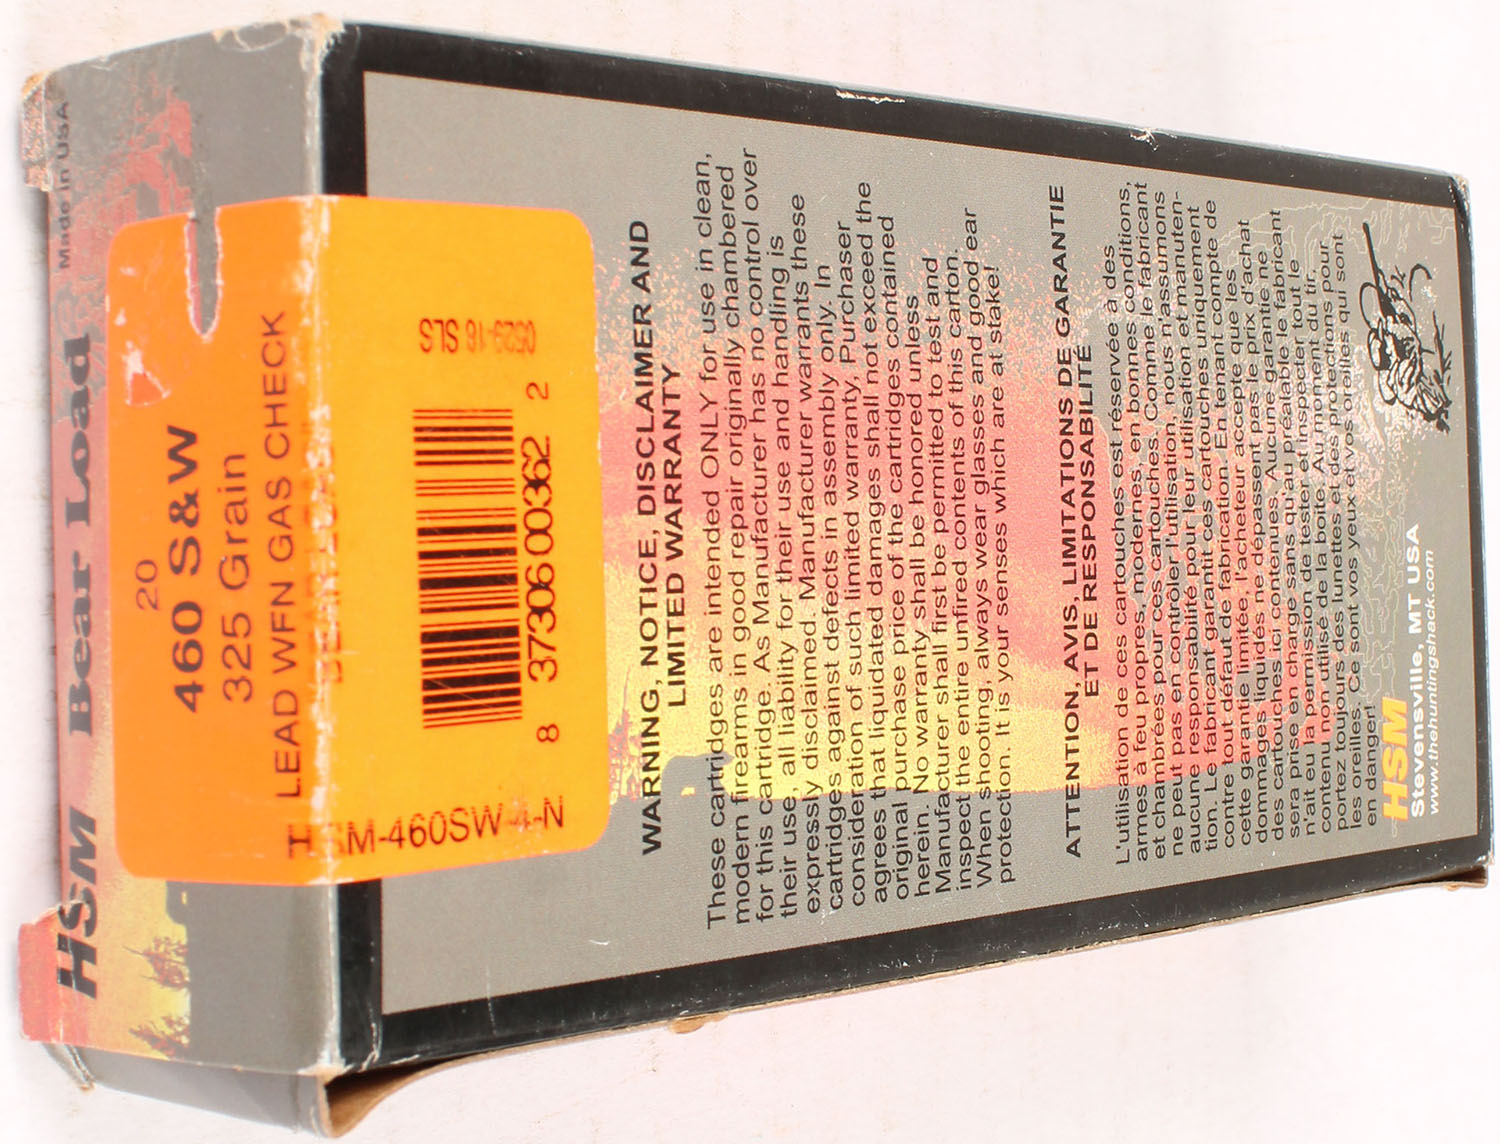 HSM Bear Load
Made in USA
20
460 S&W
325 Grain
LEAD WFN GAS CHECK
HSM-460SW-4-N
8 37306 00362 2
0529-16 SLS
WARNING, NOTICE, DISCLAIMER AND
LIMITED WARRANTY
These cartridges are intended ONLY for use in clean,
modern firearms in good repair originally chambered
for this cartridge. As Manufacturer has no control over
their use, all liability for their use and handling is
expressly disclaimed. Manufacturer warrants these
cartridges against defects in assembly only. In
consideration of such limited warranty, Purchaser
agrees that liquidated damages shall not exceed the
original purchase price of the cartridges contained
herein. No warranty shall be honored unless
Manufacturer shall first be permitted to test and
inspect the entire unfired contents of this carton.
When shooting, always wear glasses and good ear
protection. It is your senses which are at stake!
ATTENTION, AVIS, LIMITATIONS DE GARANTIE
ET DE RESPONSABILITÉ
L'utilisation de ces cartouches est réservée à des
armes à feu propres, modernes, en bonnes conditions,
et chambrées pour ces cartouches. Comme le fabricant
ne peut pas en contrôler l'utilisation, nous n'assumons
aucune responsabilité pour leur utilisation et manuten-
tion. Le fabricant garantit ces cartouches uniquement
contre tout défaut de fabrication. En tenant compte de
cette garantie limitée, l'acheteur accepte que les
dommages liquidés ne dépassent pas le prix d'achat
des cartouches ici contenues. Aucune garantie ne
sera prise en charge sans qu'au préalable le fabricant
n'ait eu la permission de tester et inspecter tout le
contenu non utilisé de la boîte. Au moment du tir,
portez toujours des lunettes et des protections pour
les oreilles. Ce sont vos yeux et vos oreilles qui sont
en danger!
HSM
Stevensville, MT USA
www.thehuntingshack.com